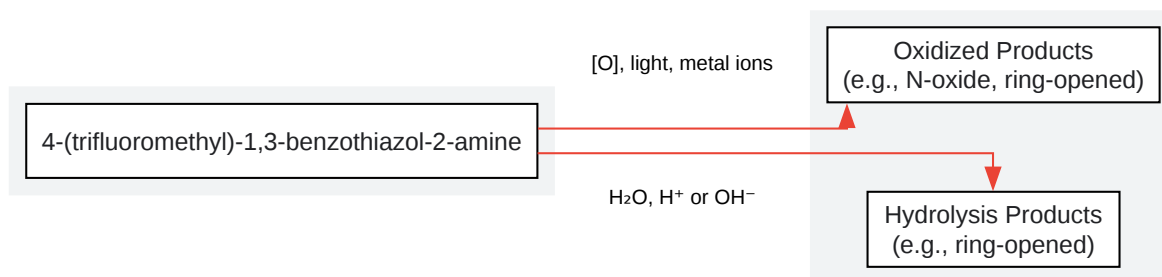 [O], light, metal ions
Oxidized Products
(e.g., N-oxide, ring-opened)
4-(trifluoromethyl)-1,3-benzothiazol-2-amine
H₂O, H⁺ or OH⁻
Hydrolysis Products
(e.g., ring-opened)